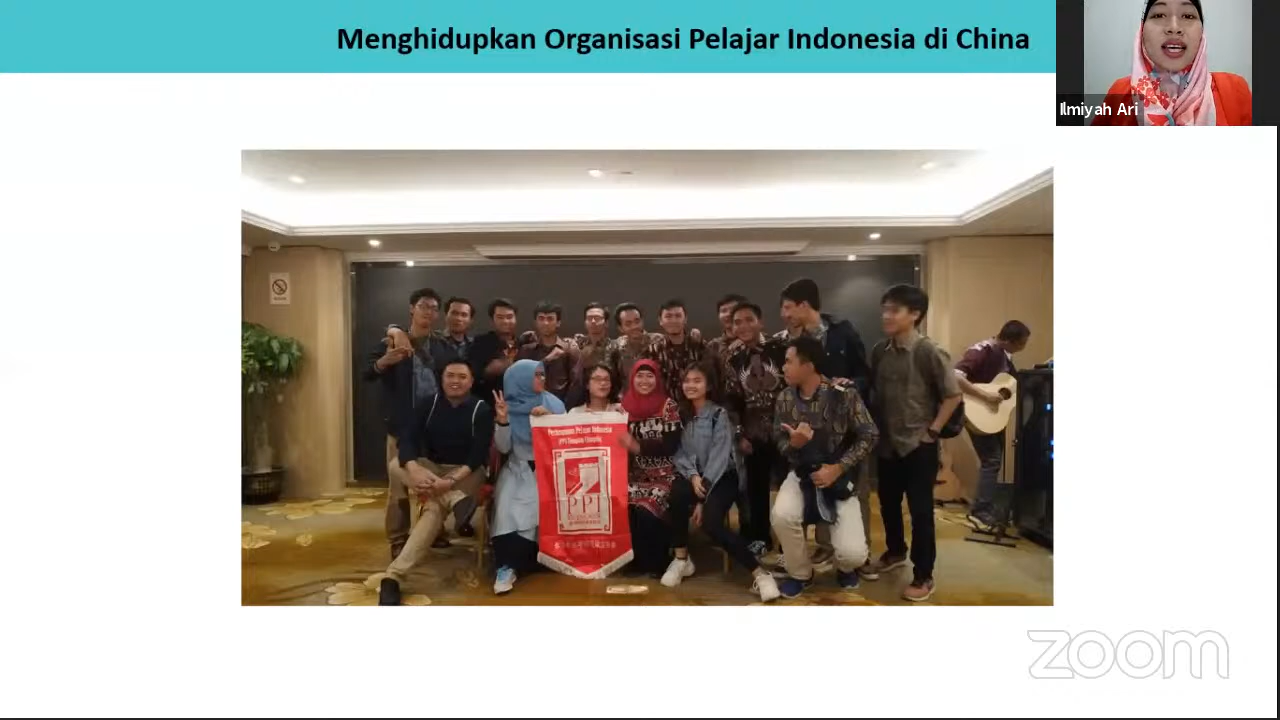 Menghidupkan Organisasi Pelajar Indonesia di China
Ilmiyah Ari
Perhimpunan Pelajar Indonesia
PPI
zoom